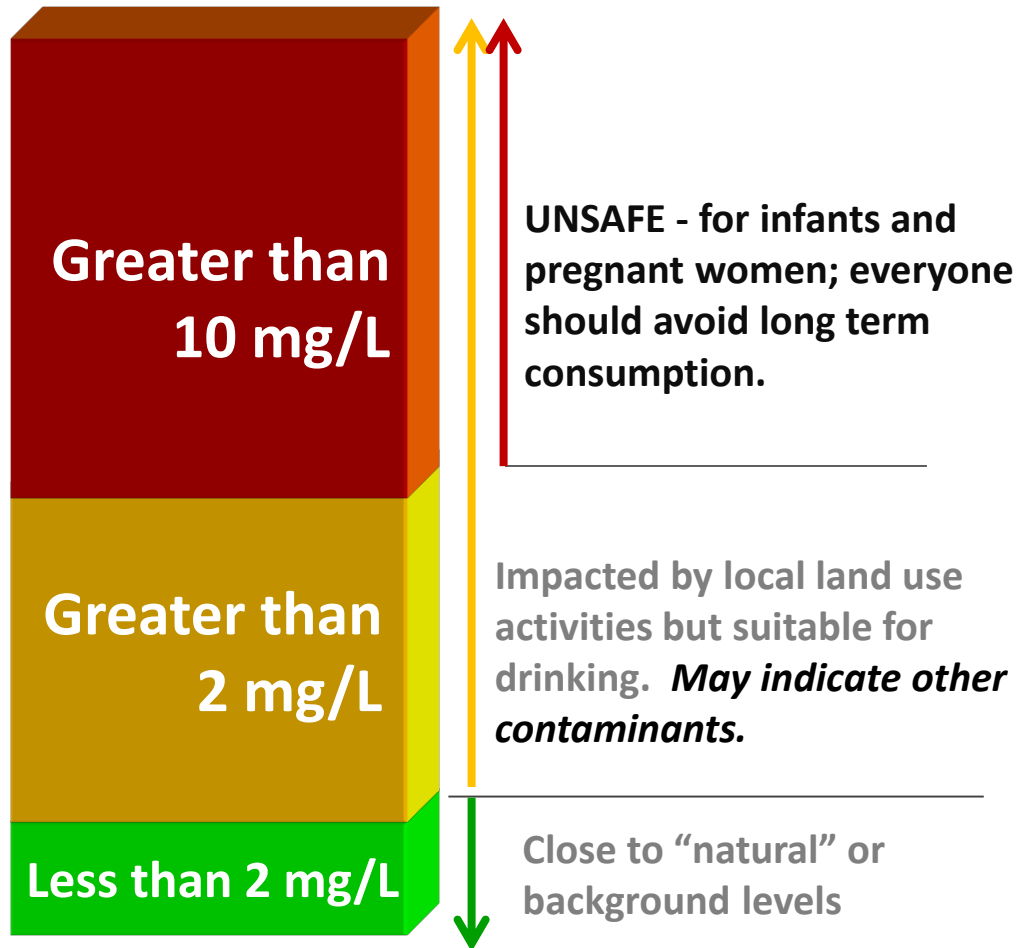 Greater than
10 mg/L
UNSAFE - for infants and
pregnant women; everyone
should avoid long term
consumption.
Greater than
2 mg/L
Impacted by local land use
activities but suitable for
drinking.  May indicate other
contaminants.
Less than 2 mg/L
Close to “natural” or
background levels